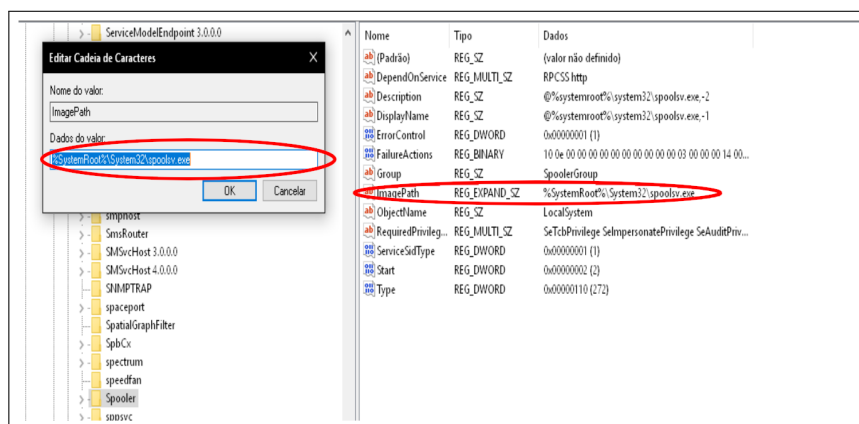 ServiceModelEndpoint 3.0.0.0
Editar Cadeia de Caracteres
Nome do valor:
ImagePath
Dados do valor:
%SystemRoot%\System32\spoolsv.exe
OK Cancelar
smphost
SmsRouter
SMSvcHost 3.0.0.0
SMSvcHost 4.0.0.0
SNMPTRAP
spaceport
SpatialGraphFilter
SpbCx
spectrum
speedfan
Spooler
sppsvc
Nome Tipo Dados
(Padrão) REG_SZ (valor não definido)
DependOnService REG_MULTI_SZ RPCSS http
Description REG_SZ @%systemroot%\system32\spoolsv.exe,-2
DisplayName REG_SZ @%systemroot%\system32\spoolsv.exe,-1
ErrorControl REG_DWORD 0x00000001 (1)
FailureActions REG_BINARY 10 0e 00 00 00 00 00 00 00 00 00 00 03 00 00 00 14 00...
Group REG_SZ SpoolerGroup
ImagePath REG_EXPAND_SZ %SystemRoot%\System32\spoolsv.exe
ObjectName REG_SZ LocalSystem
RequiredPrivileg... REG_MULTI_SZ SeTcbPrivilege SeImpersonatePrivilege SeAuditPriv...
ServiceSidType REG_DWORD 0x00000001 (1)
Start REG_DWORD 0x00000002 (2)
Type REG_DWORD 0x00000110 (272)